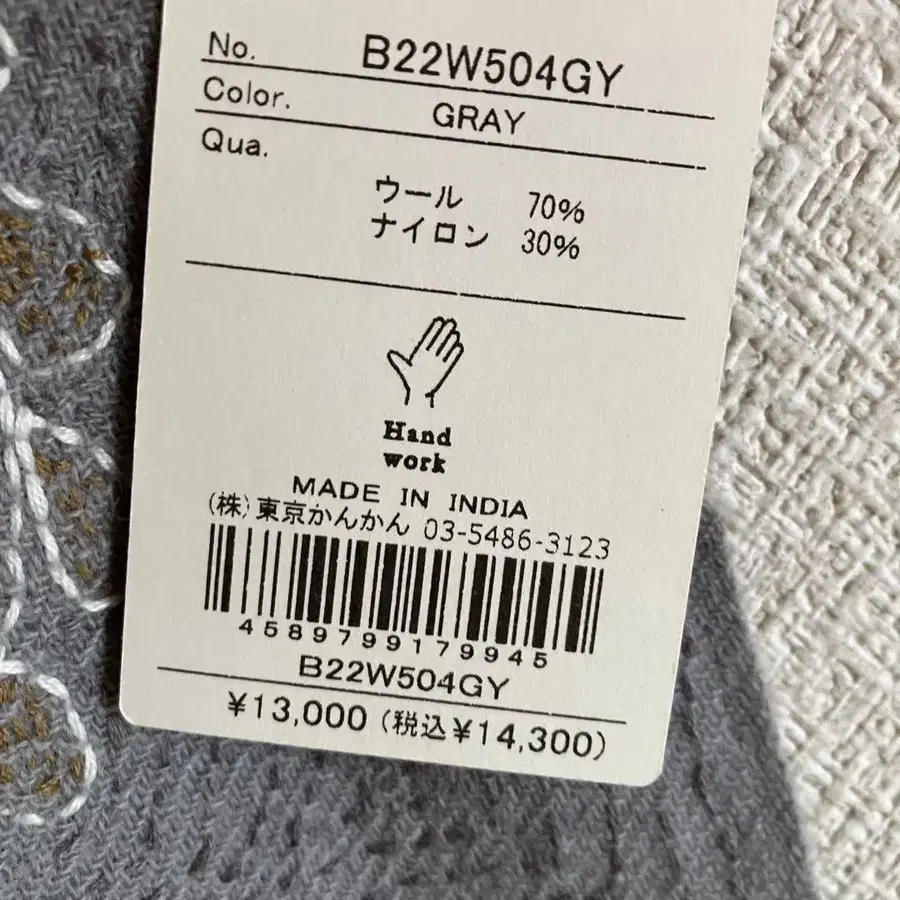 No. B22W504GY
Color. GRAY
Qua.
ウール 70%
ナイロン 30%
Hand
work
MADE IN INDIA
(株)東京かんかん 03-5486-3123
4589799179945
B22W504GY
¥13,000 (税込¥14,300)